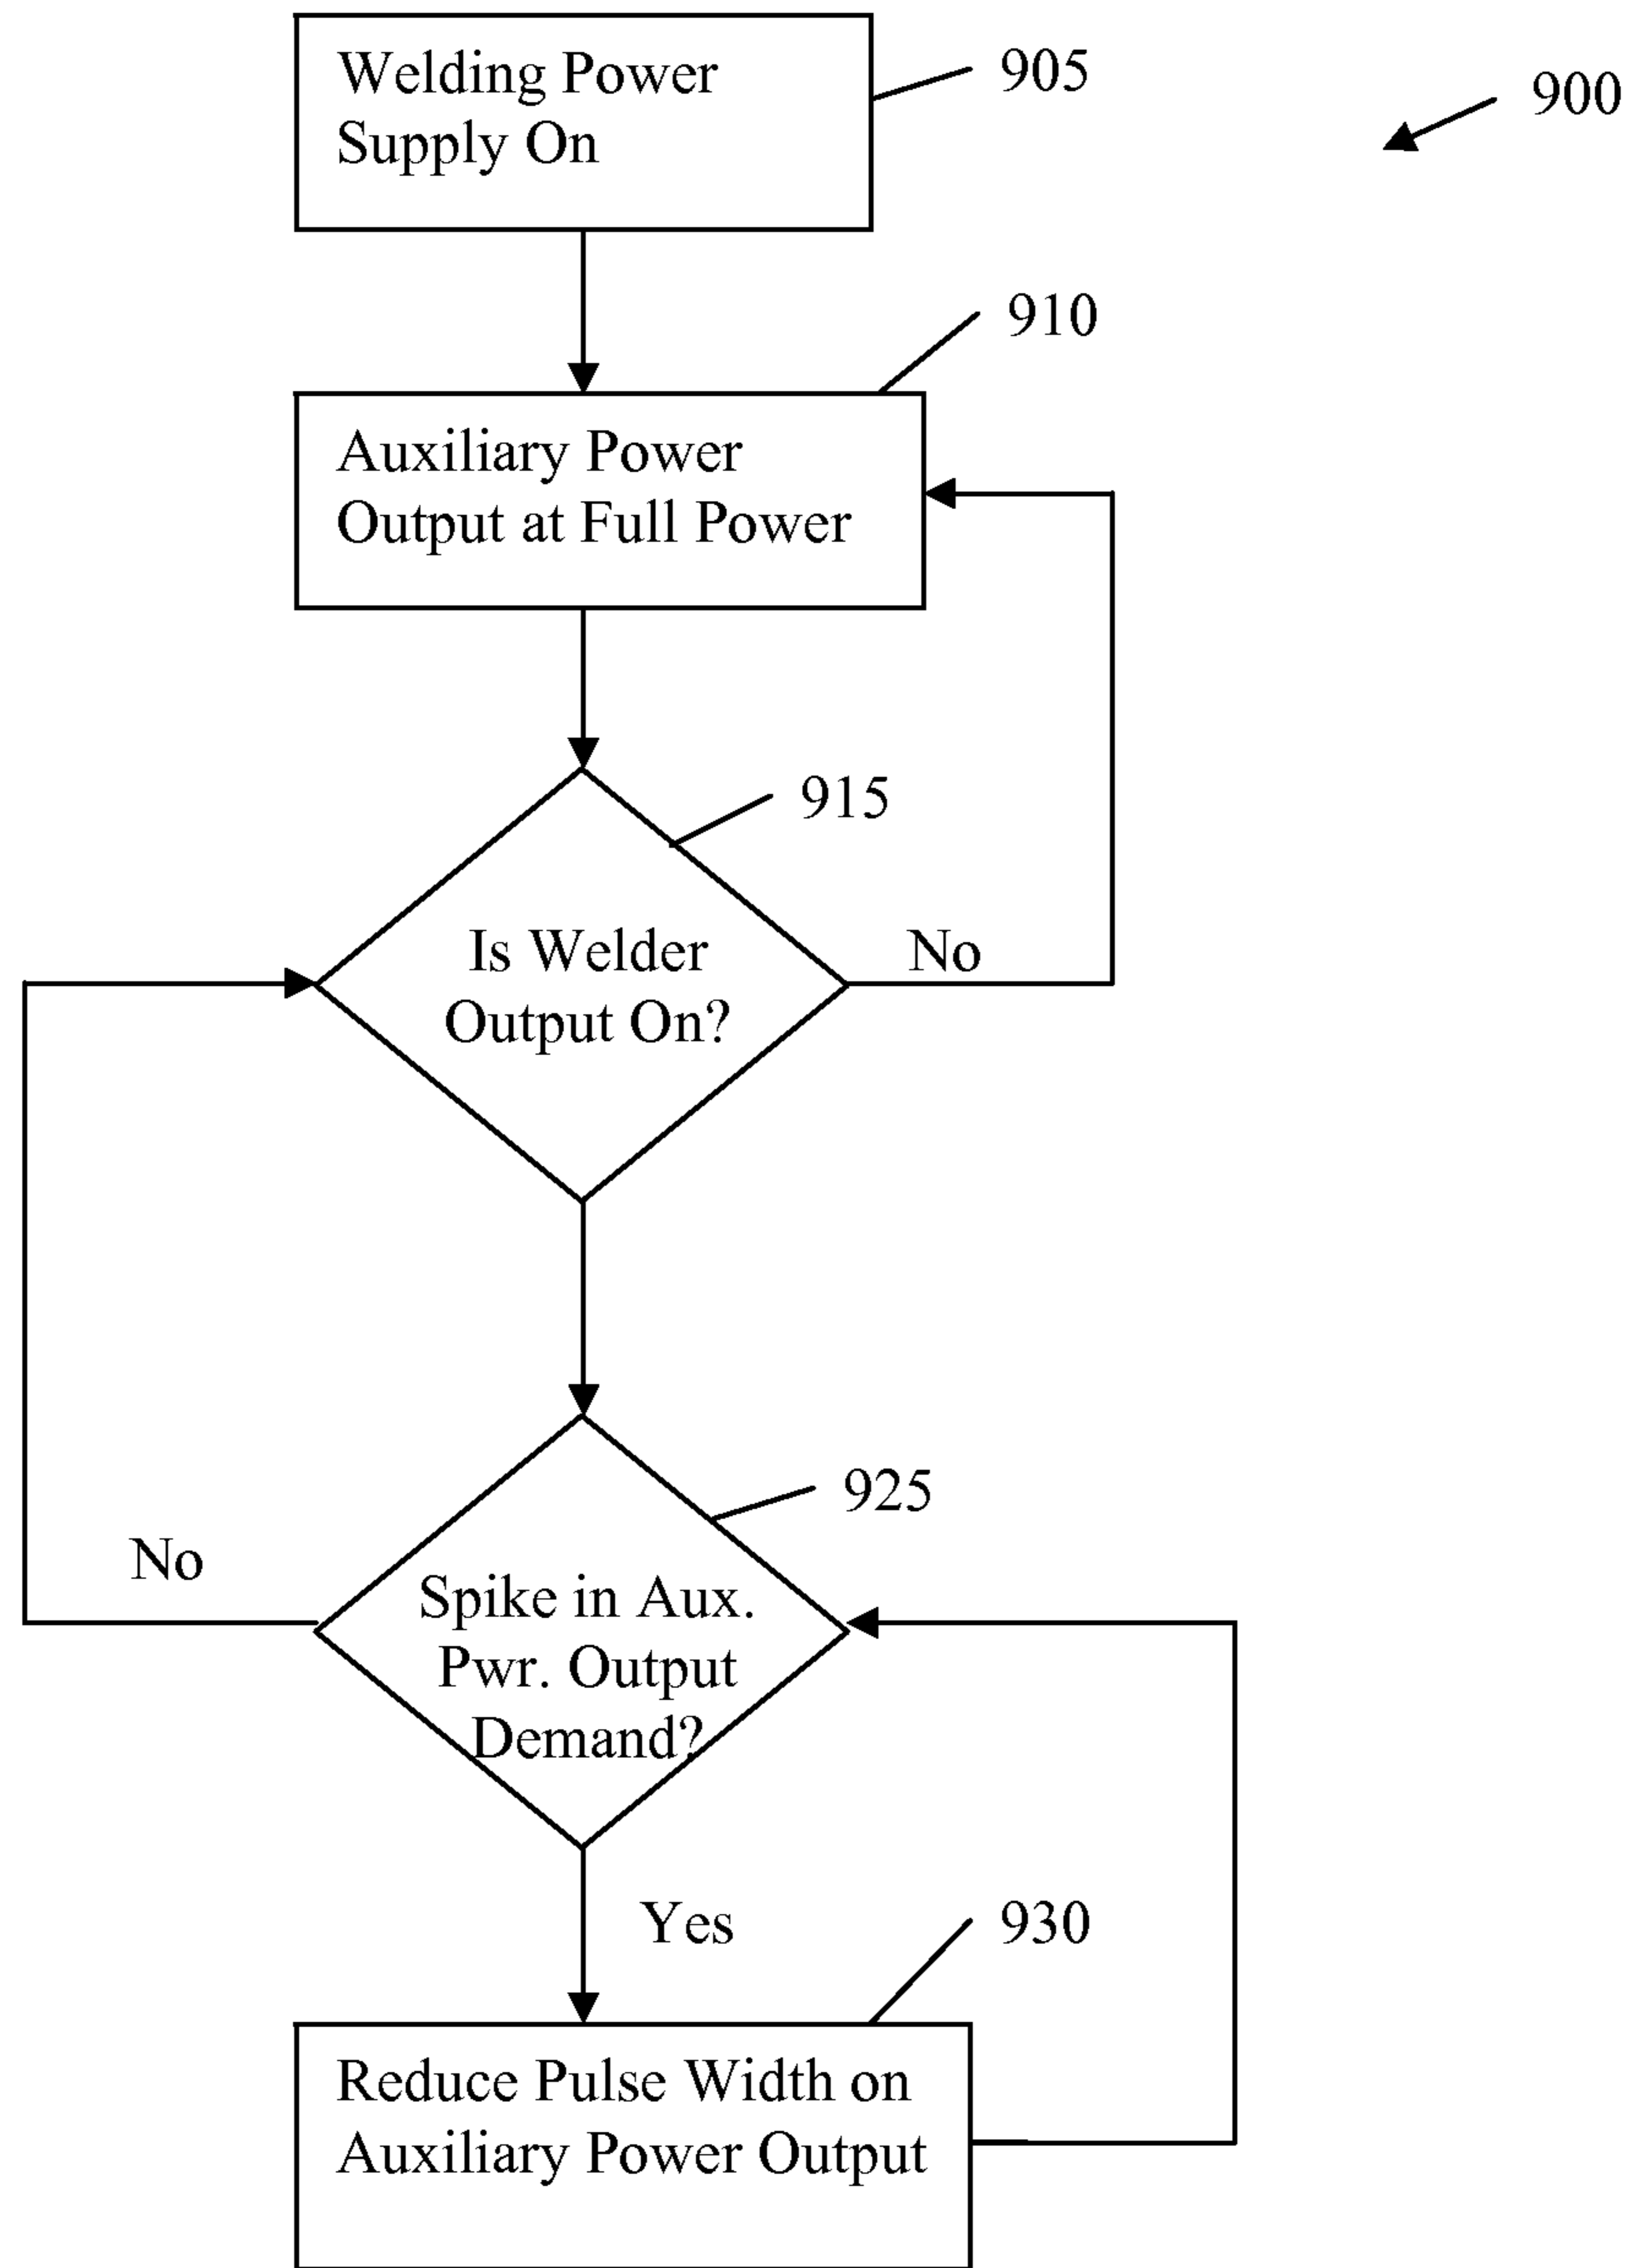 Welding Power
Supply On
905
900
910
Auxiliary Power
Output at Full Power
915
Is Welder
Output On?
No
925
No
Spike in Aux.
Pwr. Output
Demand?
Yes
930
Reduce Pulse Width on
Auxiliary Power Output